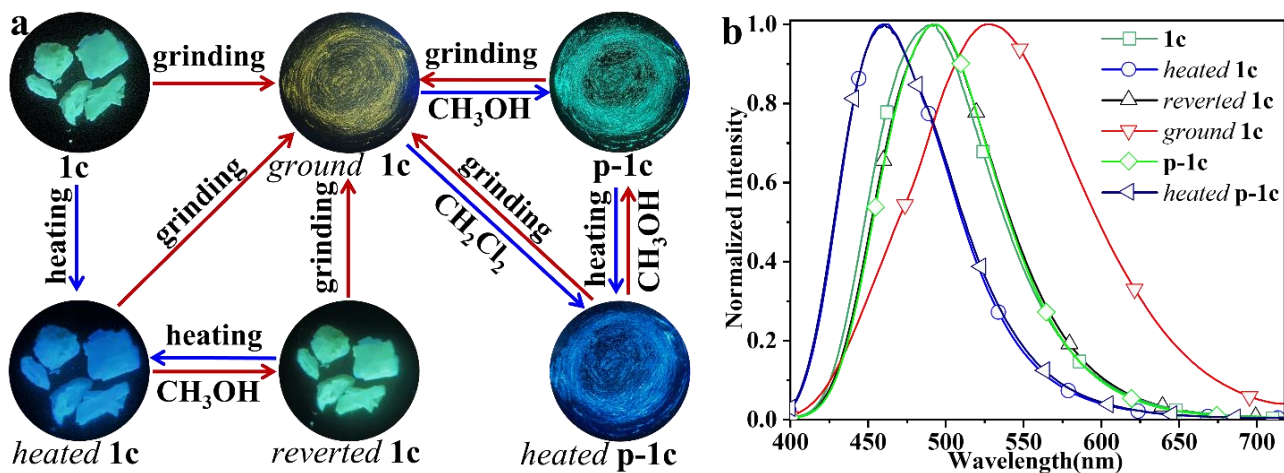 a
grinding
grinding
CH3OH
1c
ground 1c
p-1c
heating
grinding
grinding
grinding
CH2Cl2
heating
CH3OH
heating
CH3OH
heated 1c
reverted 1c
heated p-1c
b
1.0
0.8
0.6
0.4
0.2
0.0
Normalized Intensity
1c
heated 1c
reverted 1c
ground 1c
p-1c
heated p-1c
400 450 500 550 600 650 700
Wavelength(nm)